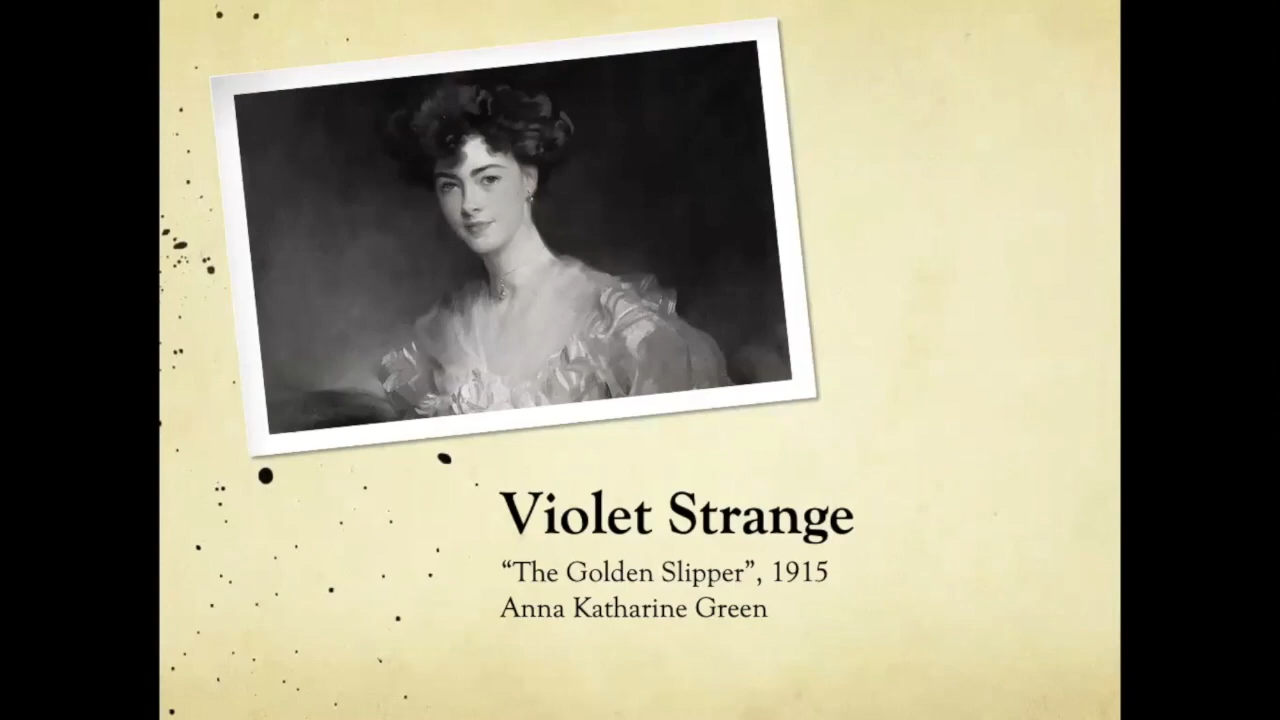 Violet Strange
“The Golden Slipper”, 1915
Anna Katharine Green